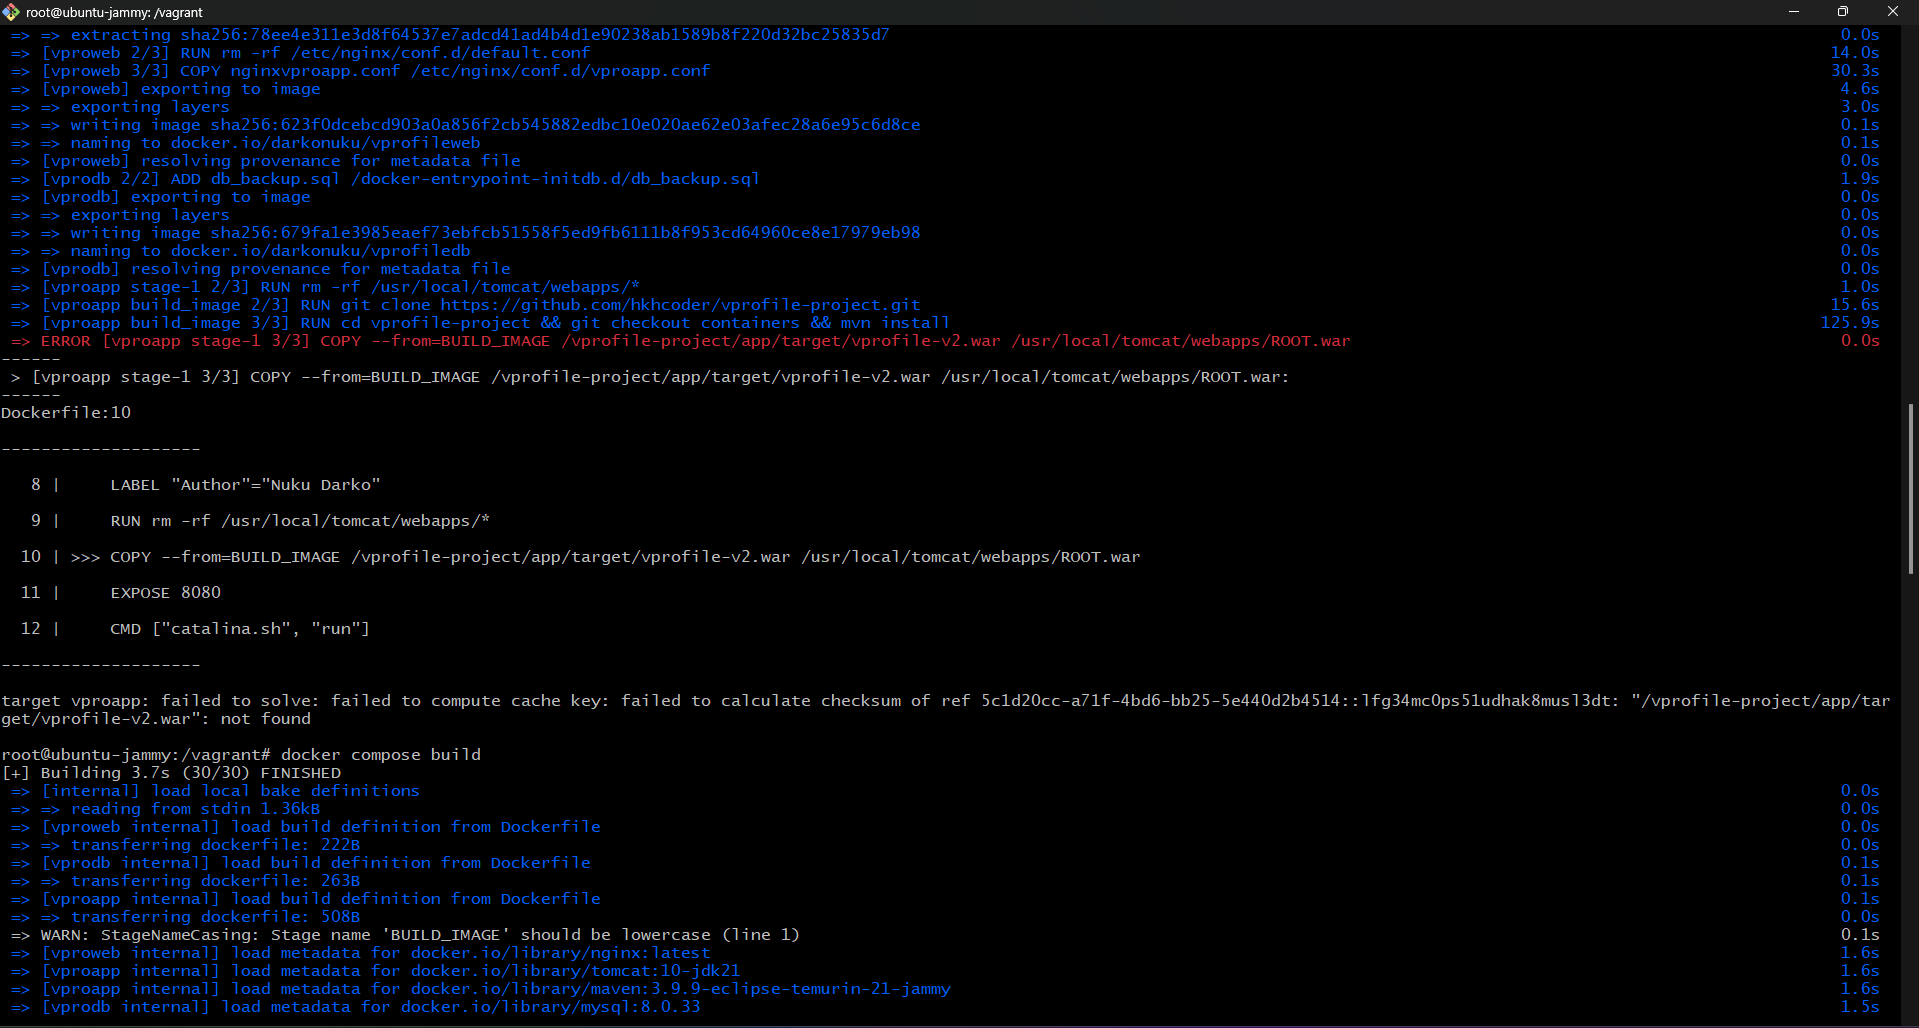 root@ubuntu-jammy: /vagrant
=> => extracting sha256:78ee4e311e3d8f64537e7adcd41ad4b4d1e90238ab1589b8f220d32bc25835d7 0.0s
=> [vproweb 2/3] RUN rm -rf /etc/nginx/conf.d/default.conf 14.0s
=> [vproweb 3/3] COPY nginxvproapp.conf /etc/nginx/conf.d/vproapp.conf 30.3s
=> [vproweb] exporting to image 4.6s
=> => exporting layers 3.0s
=> => writing image sha256:623f0dcebcd903a0a856f2cb545882edbc10e020ae62e03afec28a6e95c6d8ce 0.1s
=> => naming to docker.io/darkonuku/vprofileweb 0.1s
=> [vproweb] resolving provenance for metadata file 0.0s
=> [vprodb 2/2] ADD db_backup.sql /docker-entrypoint-initdb.d/db_backup.sql 1.9s
=> [vprodb] exporting to image 0.0s
=> => exporting layers 0.0s
=> => writing image sha256:679fa1e3985eaef73ebfcb51558f5ed9fb6111b8f953cd64960ce8e17979eb98 0.0s
=> => naming to docker.io/darkonuku/vprofiledb 0.0s
=> [vprodb] resolving provenance for metadata file 0.0s
=> [vproapp stage-1 2/3] RUN rm -rf /usr/local/tomcat/webapps/* 1.0s
=> [vproapp build_image 2/3] RUN git clone https://github.com/hkhcoder/vprofile-project.git 15.6s
=> [vproapp build_image 3/3] RUN cd vprofile-project && git checkout containers && mvn install 125.9s
=> ERROR [vproapp stage-1 3/3] COPY --from=BUILD_IMAGE /vprofile-project/app/target/vprofile-v2.war /usr/local/tomcat/webapps/ROOT.war 0.0s
------
> [vproapp stage-1 3/3] COPY --from=BUILD_IMAGE /vprofile-project/app/target/vprofile-v2.war /usr/local/tomcat/webapps/ROOT.war:
------
Dockerfile:10
--------------------
8 | LABEL "Author"="Nuku Darko"
9 | RUN rm -rf /usr/local/tomcat/webapps/*
10 | >>> COPY --from=BUILD_IMAGE /vprofile-project/app/target/vprofile-v2.war /usr/local/tomcat/webapps/ROOT.war
11 | EXPOSE 8080
12 | CMD ["catalina.sh", "run"]
--------------------
target vproapp: failed to solve: failed to compute cache key: failed to calculate checksum of ref 5c1d20cc-a71f-4bd6-bb25-5e440d2b4514::lfg34mc0ps51udhak8musl3dt: "/vprofile-project/app/tar
get/vprofile-v2.war": not found
root@ubuntu-jammy:/vagrant# docker compose build
[+] Building 3.7s (30/30) FINISHED
=> [internal] load local bake definitions 0.0s
=> => reading from stdin 1.36kB 0.0s
=> [vproweb internal] load build definition from Dockerfile 0.0s
=> => transferring dockerfile: 222B 0.0s
=> [vprodb internal] load build definition from Dockerfile 0.1s
=> => transferring dockerfile: 263B 0.1s
=> [vproapp internal] load build definition from Dockerfile 0.1s
=> => transferring dockerfile: 508B 0.0s
=> WARN: StageNameCasing: Stage name 'BUILD_IMAGE' should be lowercase (line 1) 0.1s
=> [vproweb internal] load metadata for docker.io/library/nginx:latest 1.6s
=> [vproapp internal] load metadata for docker.io/library/tomcat:10-jdk21 1.6s
=> [vproapp internal] load metadata for docker.io/library/maven:3.9.9-eclipse-temurin-21-jammy 1.6s
=> [vprodb internal] load metadata for docker.io/library/mysql:8.0.33 1.5s